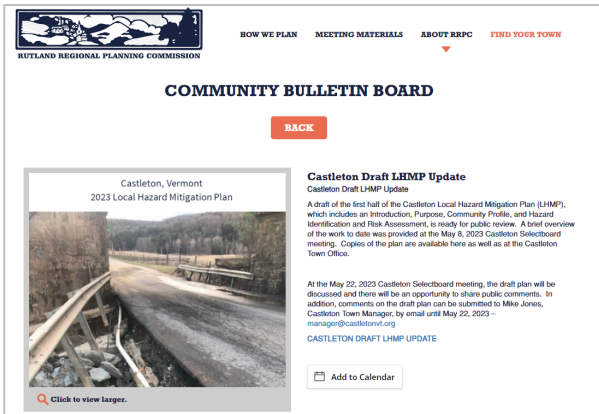 RUTLAND REGIONAL PLANNING COMMISSION
HOW WE PLAN
MEETING MATERIALS
ABOUT RRPC
FIND YOUR TOWN
COMMUNITY BULLETIN BOARD
BACK
Castleton, Vermont
2023 Local Hazard Mitigation Plan
Click to view larger.
Castleton Draft LHMP Update
Castleton Draft LHMP Update
A draft of the first half of the Castleton Local Hazard Mitigation Plan (LHMP),
which includes an Introduction, Purpose, Community Profile, and Hazard
Identification and Risk Assessment, is ready for public review. A brief overview
of the work to date was provided at the May 8, 2023 Castleton Selectboard
meeting. Copies of the plan are available here as well as at the Castleton
Town Office.
At the May 22, 2023 Castleton Selectboard meeting, the draft plan will be
discussed and there will be an opportunity to share public comments. In
addition, comments on the draft plan can be submitted to Mike Jones,
Castleton Town Manager, by email until May 22, 2023 –
manager@castletonvt.org
CASTLETON DRAFT LHMP UPDATE
Add to Calendar